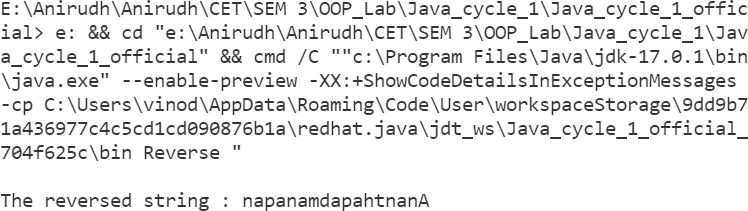 E:\Anirudh\Anirudh\CET\SEM 3\OOP_Lab\Java_cycle_1\Java_cycle_1_offic
ial> e: && cd "e:\Anirudh\Anirudh\CET\SEM 3\OOP_Lab\Java_cycle_1\Jav
a_cycle_1_official" && cmd /C ""c:\Program Files\Java\jdk-17.0.1\bin
\java.exe" --enable-preview -XX:+ShowCodeDetailsInExceptionMessages
-cp C:\Users\vinod\AppData\Roaming\Code\User\workspaceStorage\9dd9b7
1a436977c4c5cd1cd090876b1a\redhat.java\jdt_ws\Java_cycle_1_official_
704f625c\bin Reverse "
The reversed string : napanamdapahtnanA